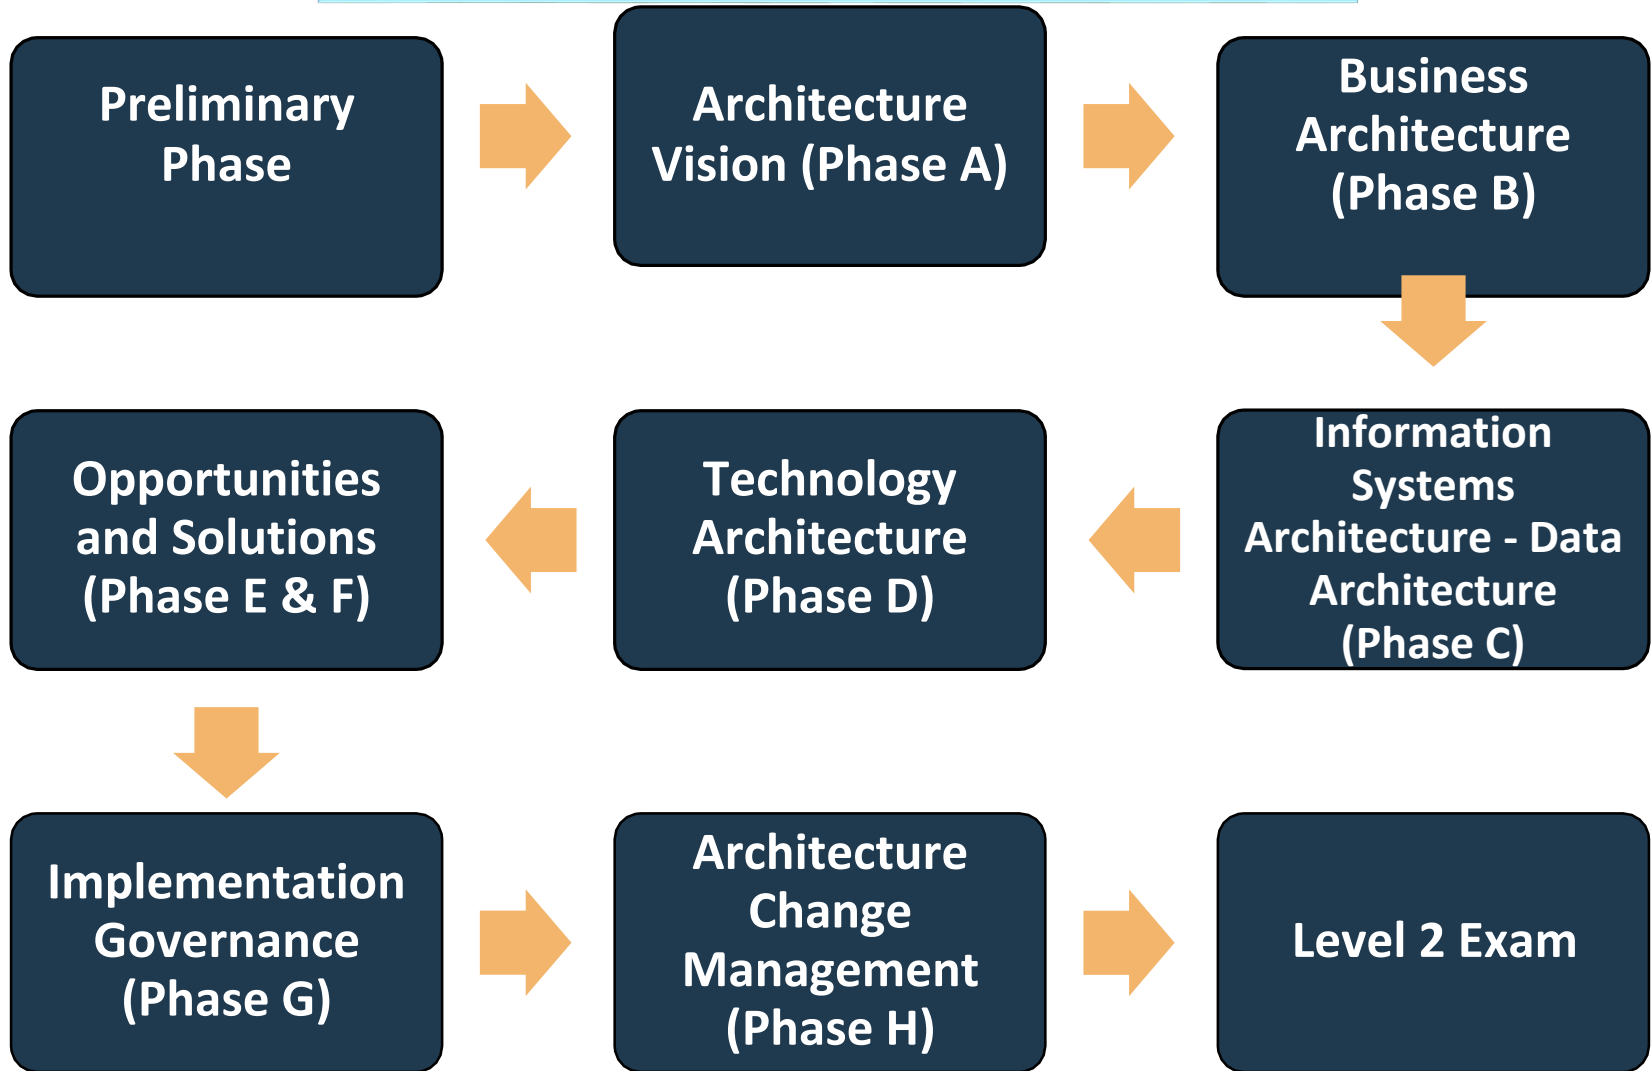 Preliminary
Phase
Architecture
Vision (Phase A)
Business
Architecture
(Phase B)
Information
Systems
Architecture - Data
Architecture
(Phase C)
Technology
Architecture
(Phase D)
Opportunities
and Solutions
(Phase E & F)
Implementation
Governance
(Phase G)
Architecture
Change
Management
(Phase H)
Level 2 Exam